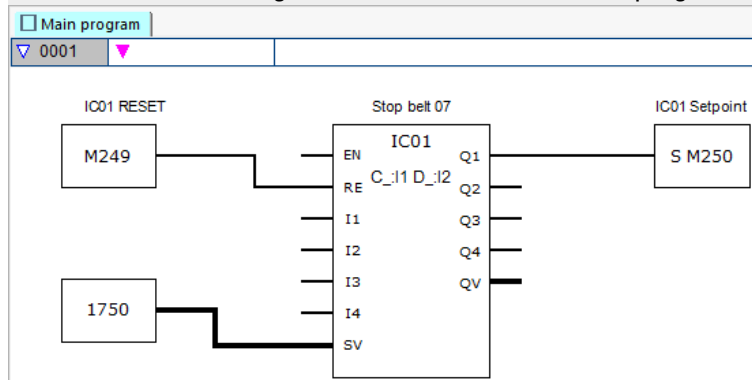 Main program
0001
IC01 RESET
Stop belt 07
IC01 Setpoint
M249
IC01
EN
Q1
S M250
C_:I1 D_:I2
RE
Q2
I1
Q3
I2
Q4
I3
QV
1750
I4
SV